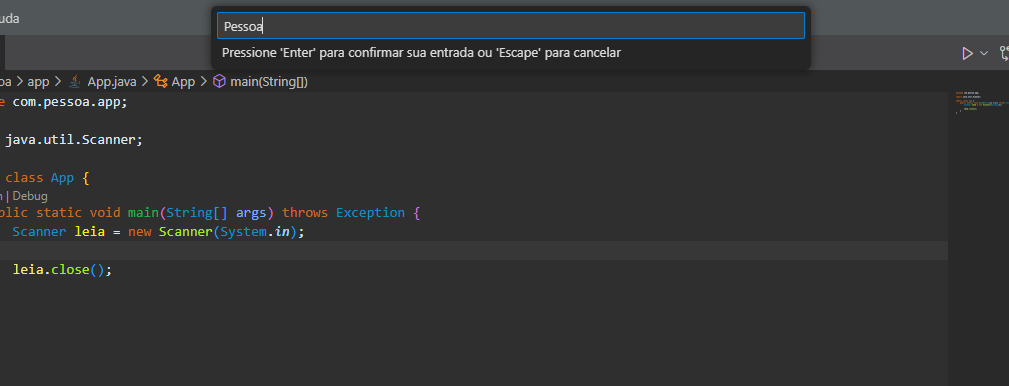 uda
Pessoa
Pressione 'Enter' para confirmar sua entrada ou 'Escape' para cancelar
oa > app > App.java > App > main(String[])
e com.pessoa.app;
java.util.Scanner;
class App {
n | Debug
blic static void main(String[] args) throws Exception {
Scanner leia = new Scanner(System.in);
leia.close();